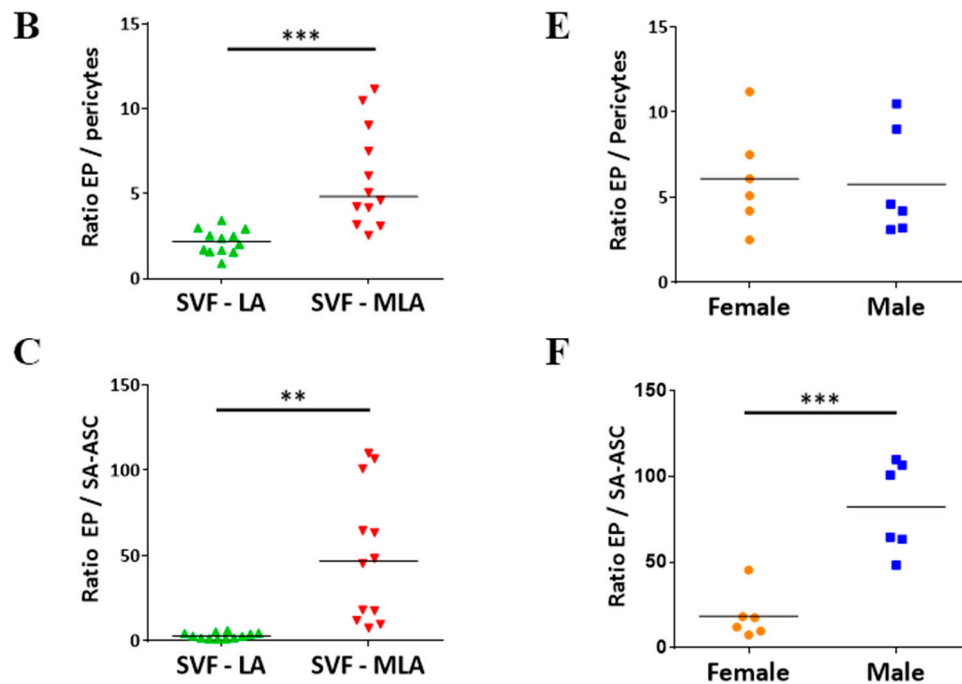 B
Ratio EP / pericytes
15
10
5
0
***
SVF - LA
SVF - MLA
E
Ratio EP / Pericytes
15
10
5
0
Female
Male
C
Ratio EP / SA-ASC
150
100
50
0
**
SVF - LA
SVF - MLA
F
Ratio EP / SA-ASC
150
100
50
0
***
Female
Male